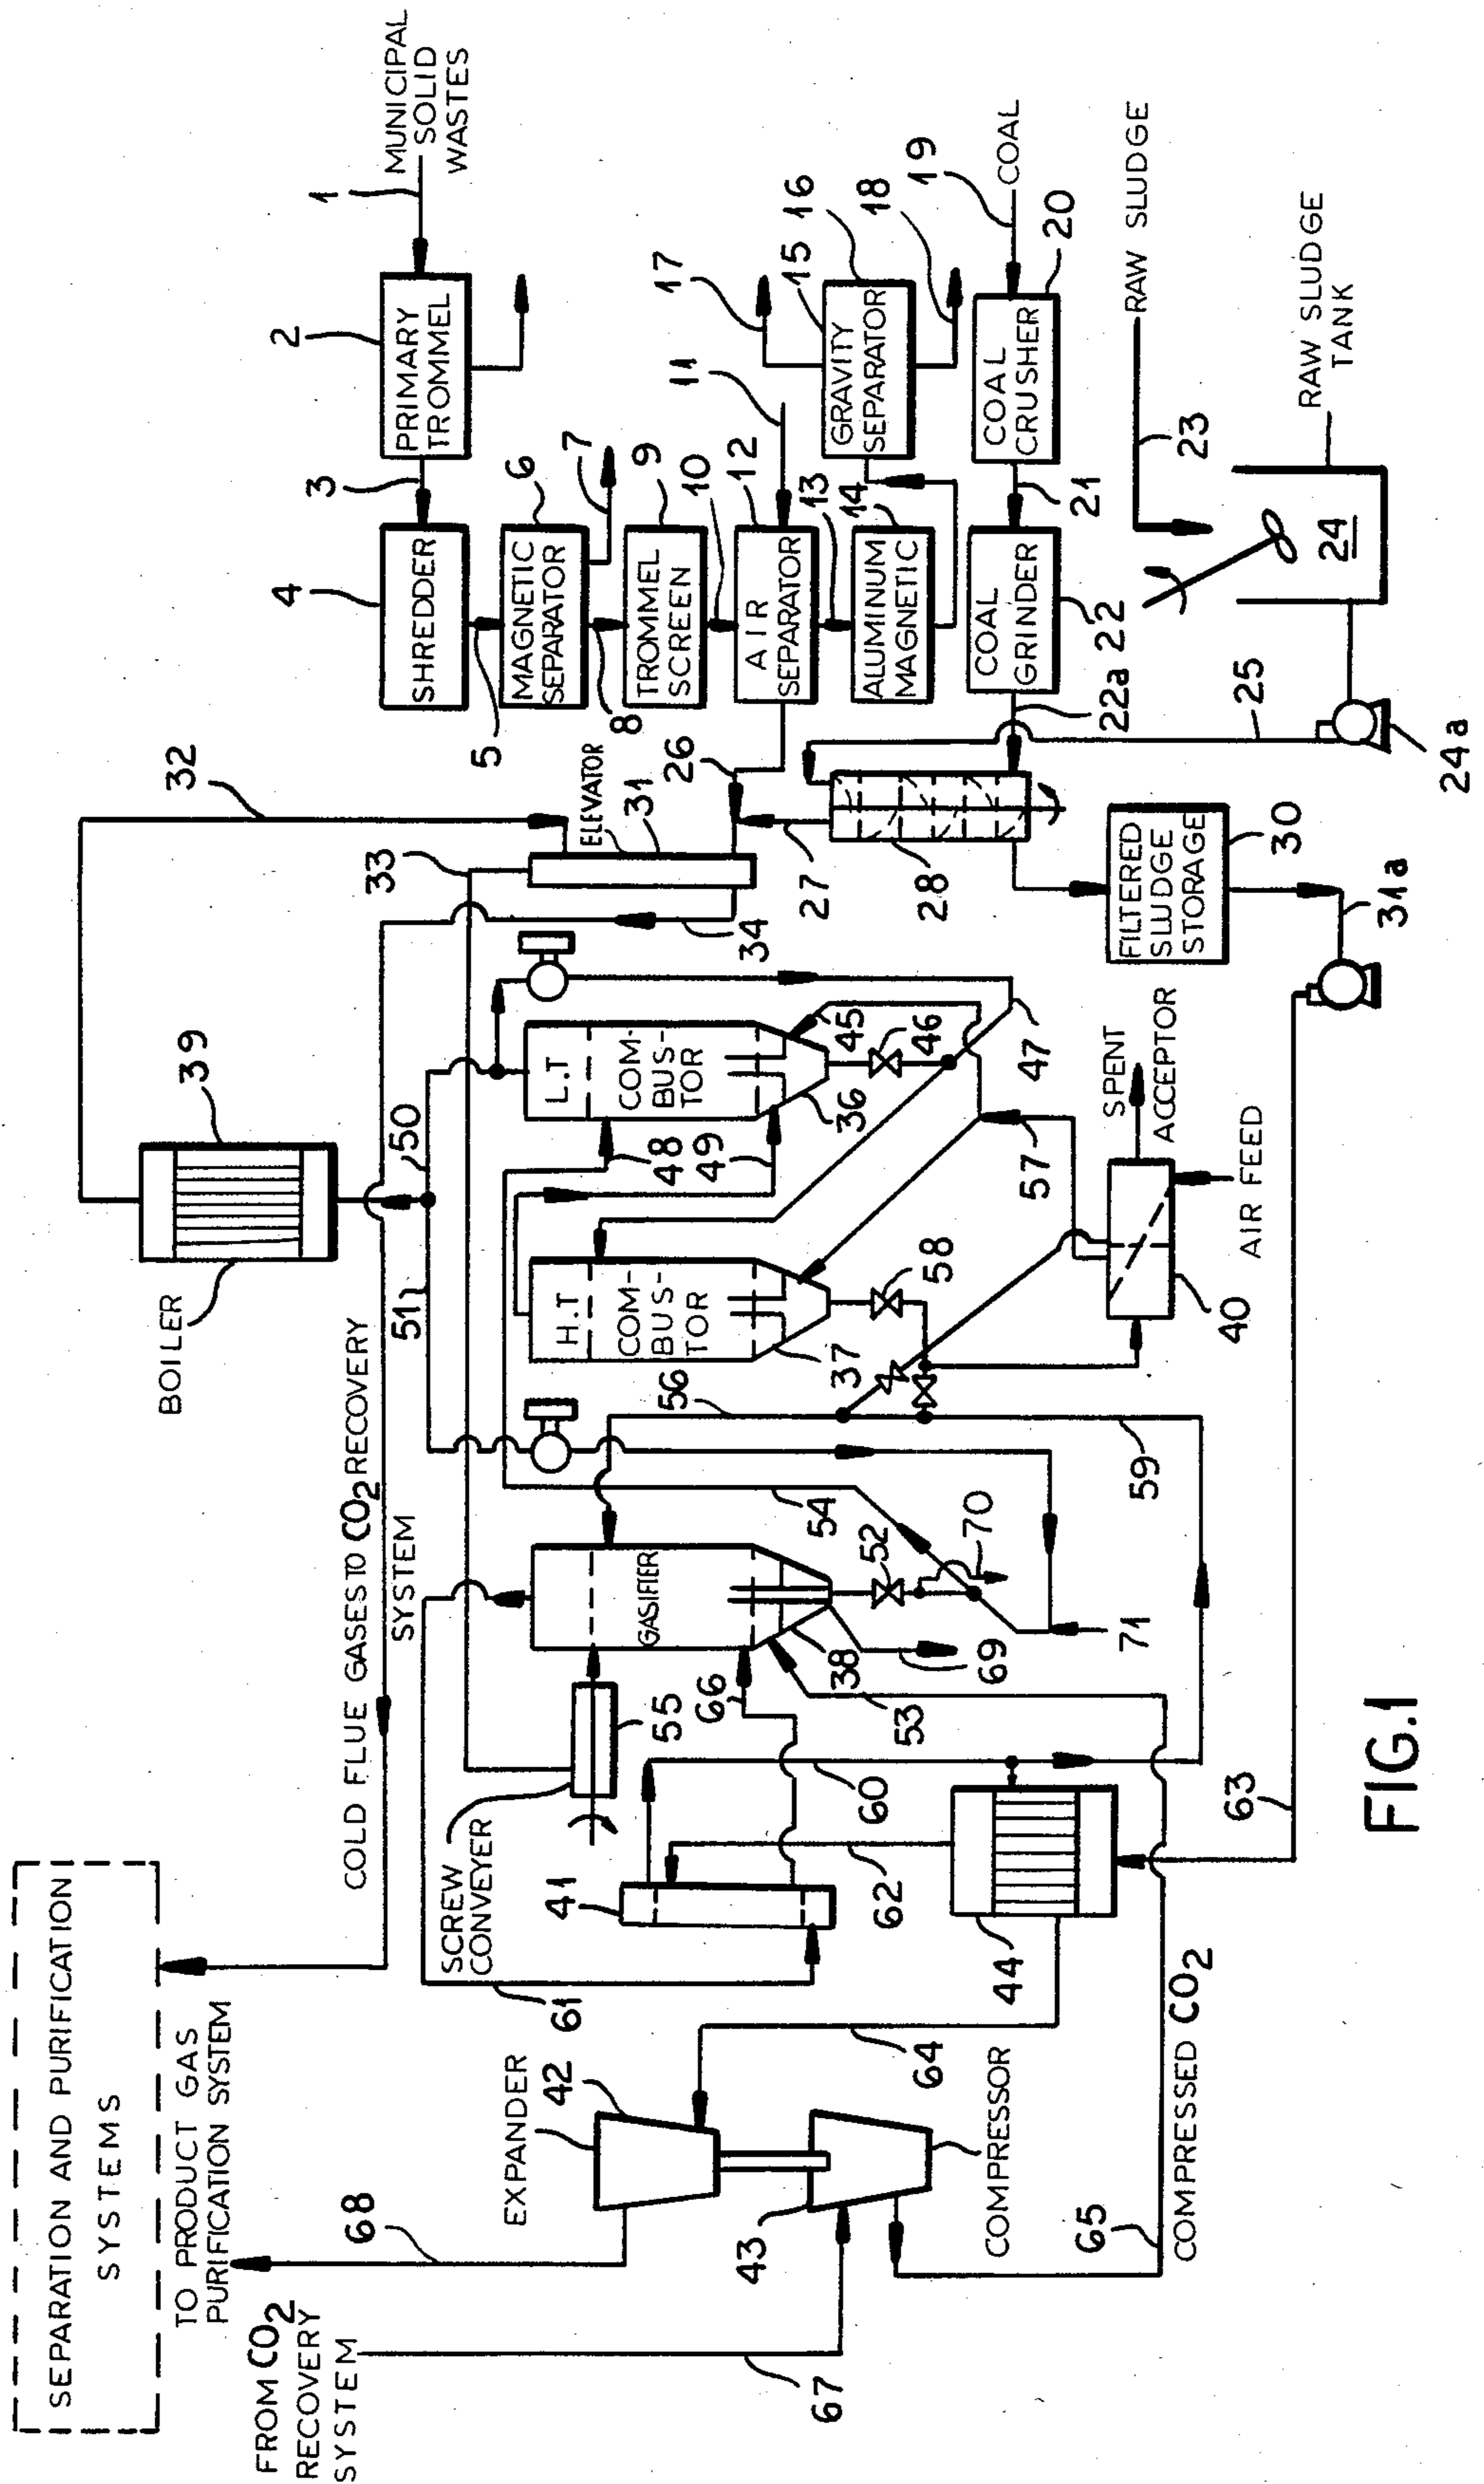 SEPARATION AND PURIFICATION
SYSTEMS
TO PRODUCT GAS
PURIFICATION SYSTEM
FROM CO2
RECOVERY
SYSTEM
68
67
EXPANDER
42
43
COMPRESSOR
64
65
COMPRESSED CO2
COLD FLUE GASES TO CO2 RECOVERY
SYSTEM
61
SCREW
CONVEYER
41
55
62
60
44
63
66
53
69
38
GASIFIER
52
70
71
54
56
59
BOILER
39
51
50
H.T
COM-
BUS-
TOR
37
58
48
49
L.T
COM-
BUS-
TOR
36
45
46
47
57
40
AIR FEED
SPENT
ACCEPTOR
32
33
34
ELEVATOR
31
26
27
28
FILTERED
SLUDGE
STORAGE
30
31a
MUNICIPAL
SOLID
WASTES
1
PRIMARY
TROMMEL
2
3
SHREDDER
4
5
MAGNETIC
SEPARATOR
6
7
8
TROMMEL
SCREEN
9
10
11
AIR
SEPARATOR
12
13
ALUMINUM
MAGNETIC
14
GRAVITY
SEPARATOR
15
16
17
18
COAL
19
COAL
CRUSHER
20
21
COAL
GRINDER
22
22a
RAW SLUDGE
23
RAW SLUDGE
TANK
24
24a
25
FIG.1